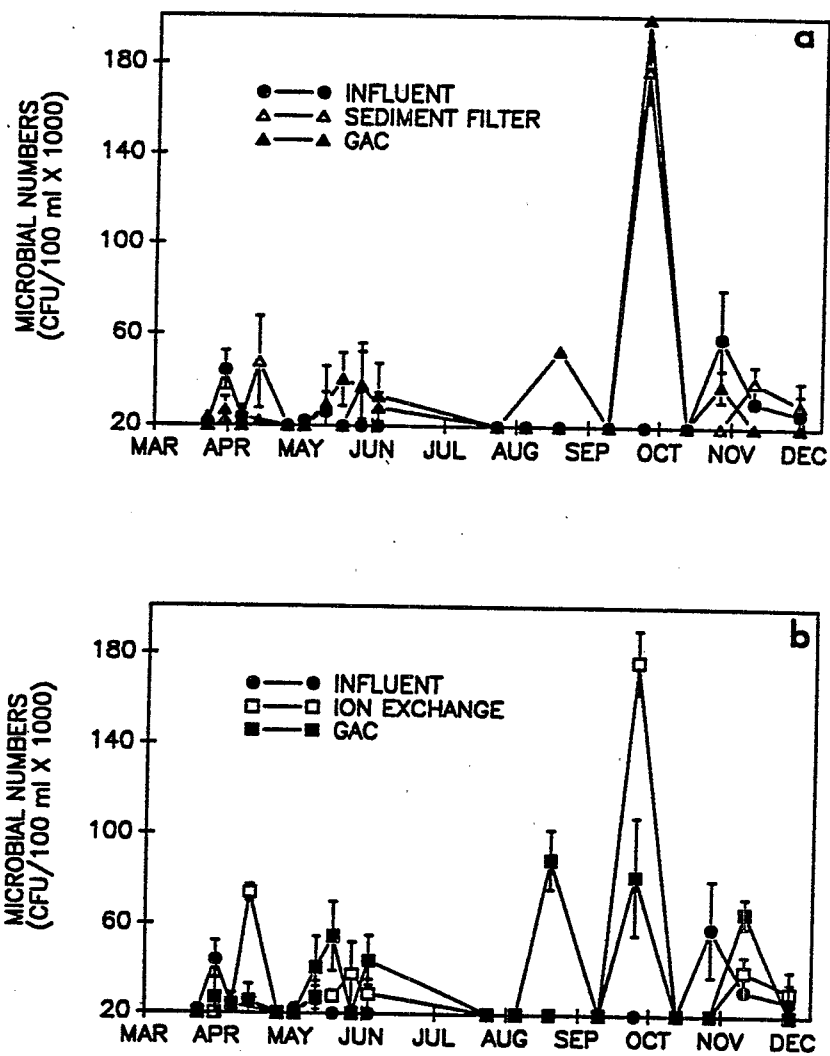 a
180
140
100
60
20
MICROBIAL NUMBERS
(CFU/100 ml X 1000)
INFLUENT
SEDIMENT FILTER
GAC
MAR APR MAY JUN JUL AUG SEP OCT NOV DEC
b
180
140
100
60
20
MICROBIAL NUMBERS
(CFU/100 ml X 1000)
INFLUENT
ION EXCHANGE
GAC
MAR APR MAY JUN JUL AUG SEP OCT NOV DEC